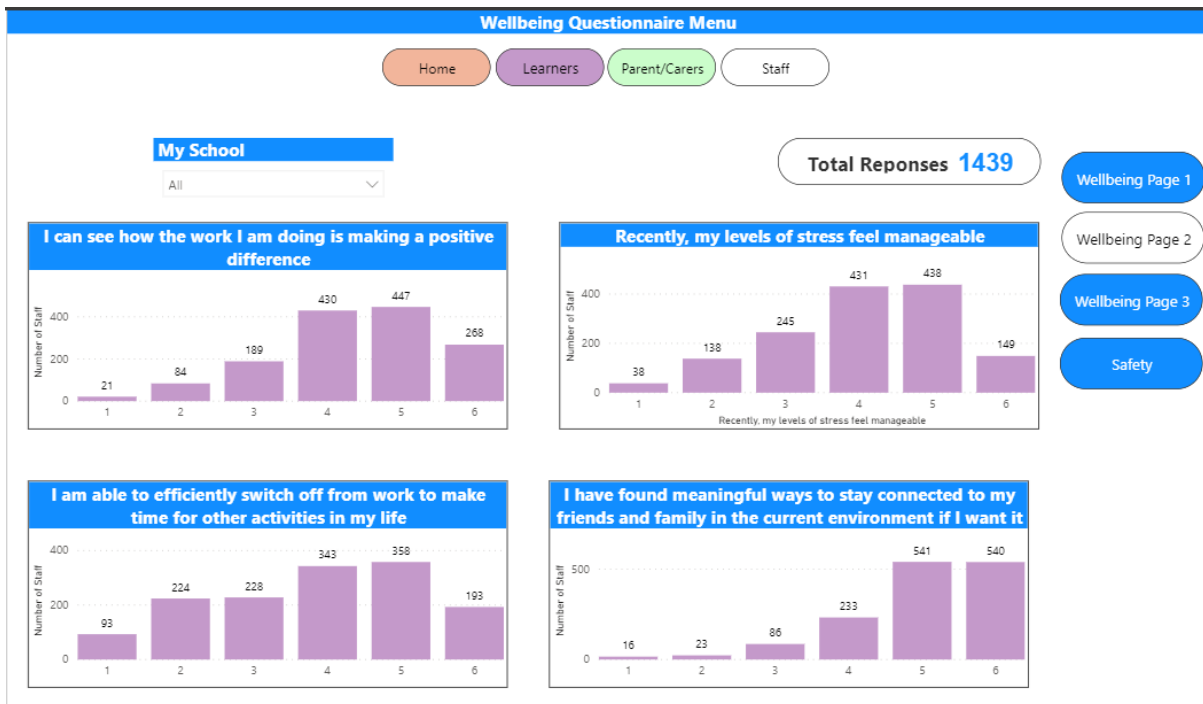 Wellbeing Questionnaire Menu
Home
Learners
Parent/Carers
Staff
My School
All
Total Reponses 1439
Wellbeing Page 1
Wellbeing Page 2
Wellbeing Page 3
Safety
I can see how the work I am doing is making a positive
difference
Number of Staff
400
200
0
21
84
189
430
447
268
1 2 3 4 5 6
Recently, my levels of stress feel manageable
Number of Staff
400
200
0
38
138
245
431
438
149
1 2 3 4 5 6
Recently, my levels of stress feel manageable
I am able to efficiently switch off from work to make
time for other activities in my life
Number of Staff
400
200
0
93
224
228
343
358
193
1 2 3 4 5 6
I have found meaningful ways to stay connected to my
friends and family in the current environment if I want it
Number of Staff
500
0
16
23
86
233
541
540
1 2 3 4 5 6